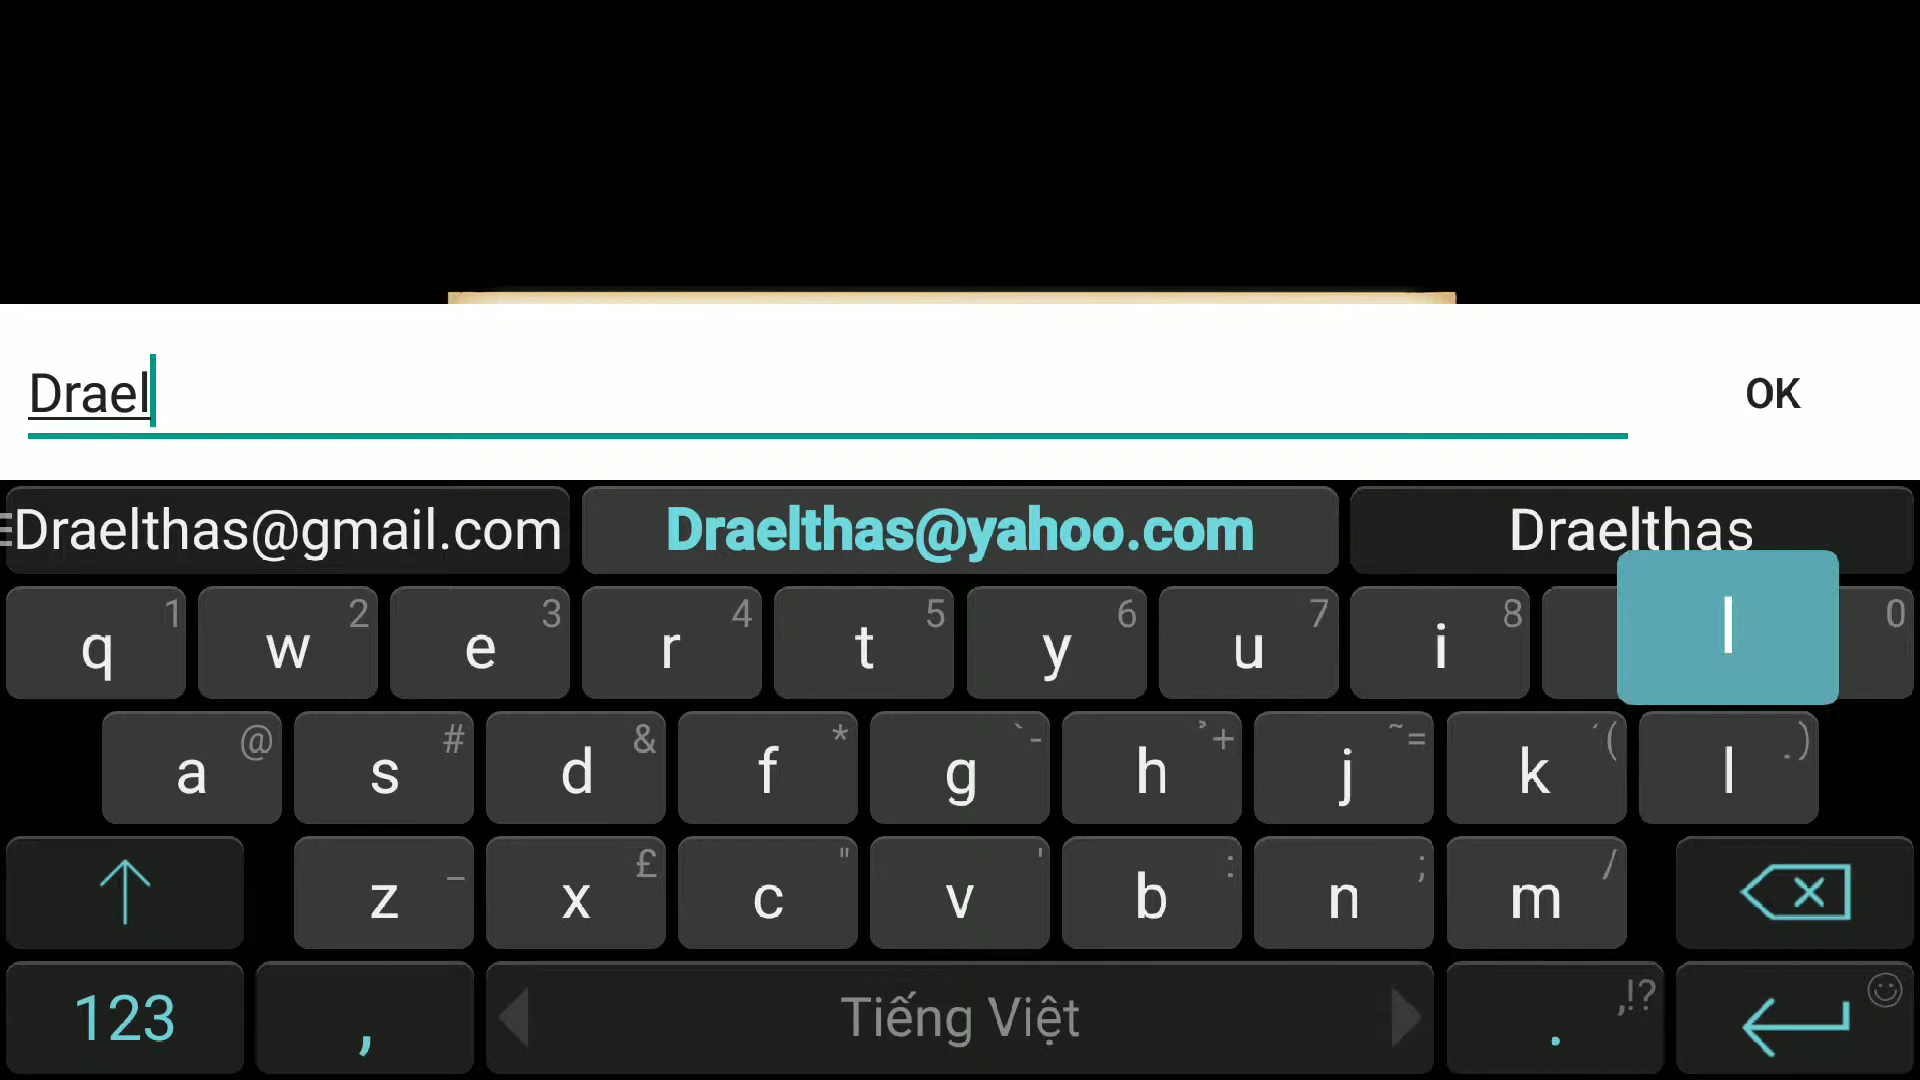 Drael
OK
Draelthas@gmail.com Draelthas@yahoo.com Draelthas
q 1 w 2 e 3 r 4 t 5 y 6 u 7 i 8 l 0
a @ s # d & f * g ` - h ̉ + j ~ = k ´ ( l . )
z _ x £ c " v ' b : n ; m /
123 , Tiếng Việt . ,!?